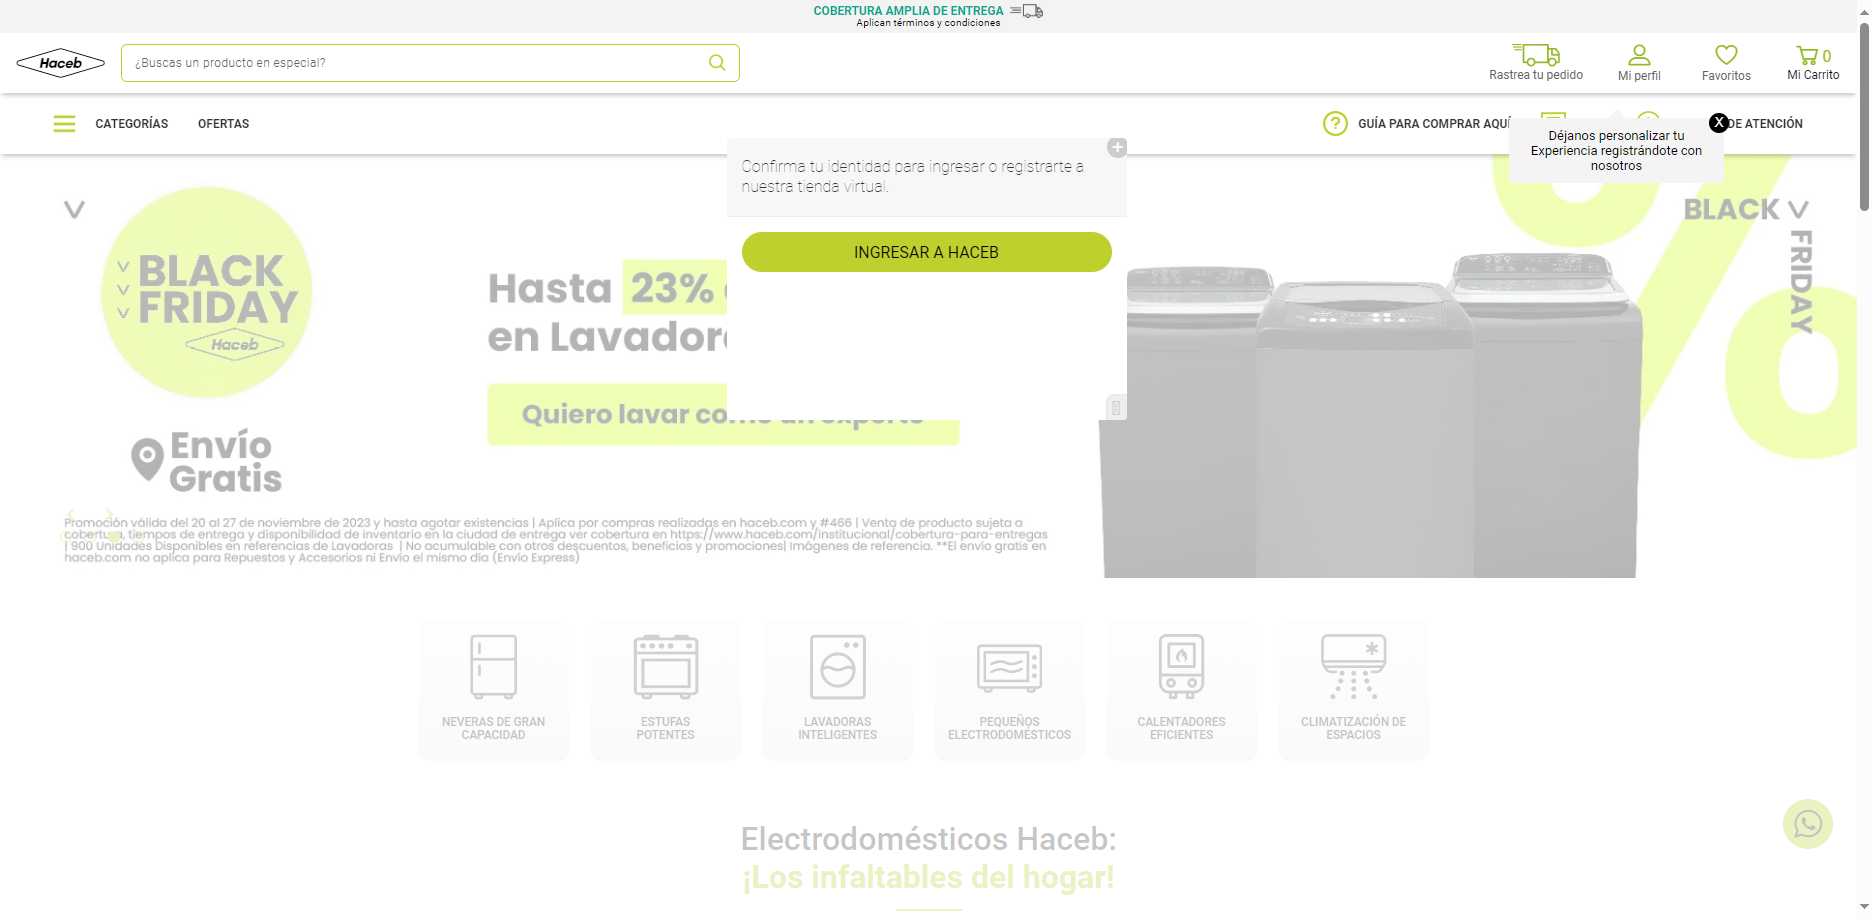 COBERTURA AMPLIA DE ENTREGA
Aplican términos y condiciones
Haceb
¿Buscas un producto en especial?
Rastrea tu pedido
Mi perfil
Favoritos
0
Mi Carrito
CATEGORÍAS
OFERTAS
GUÍA PARA COMPRAR AQUÍ
DE ATENCIÓN
X
Déjanos personalizar tu
Experiencia registrándote con
nosotros
Confirma tu identidad para ingresar o registrarte a
nuestra tienda virtual.
INGRESAR A HACEB
BLACK
FRIDAY
Haceb
Envío
Gratis
Hasta 23%
en Lavador
Quiero lavar como un experto
BLACK
FRIDAY
Promoción válida del 20 al 27 de noviembre de 2023 y hasta agotar existencias | Aplica por compras realizadas en haceb.com y #466 | Venta de producto sujeta a
cobertura, tiempos de entrega y disponibilidad de inventario en la ciudad de entrega ver cobertura en https://www.haceb.com/institucional/cobertura-para-entregas
| 900 Unidades Disponibles en referencias de Lavadoras | No acumulable con otros descuentos, beneficios y promociones| Imágenes de referencia. **El envío gratis en
haceb.com no aplica para Repuestos y Accesorios ni Envío el mismo día (Envío Express)
NEVERAS DE GRAN
CAPACIDAD
ESTUFAS
POTENTES
LAVADORAS
INTELIGENTES
PEQUEÑOS
ELECTRODOMÉSTICOS
CALENTADORES
EFICIENTES
CLIMATIZACIÓN DE
ESPACIOS
Electrodomésticos Haceb:
¡Los infaltables del hogar!